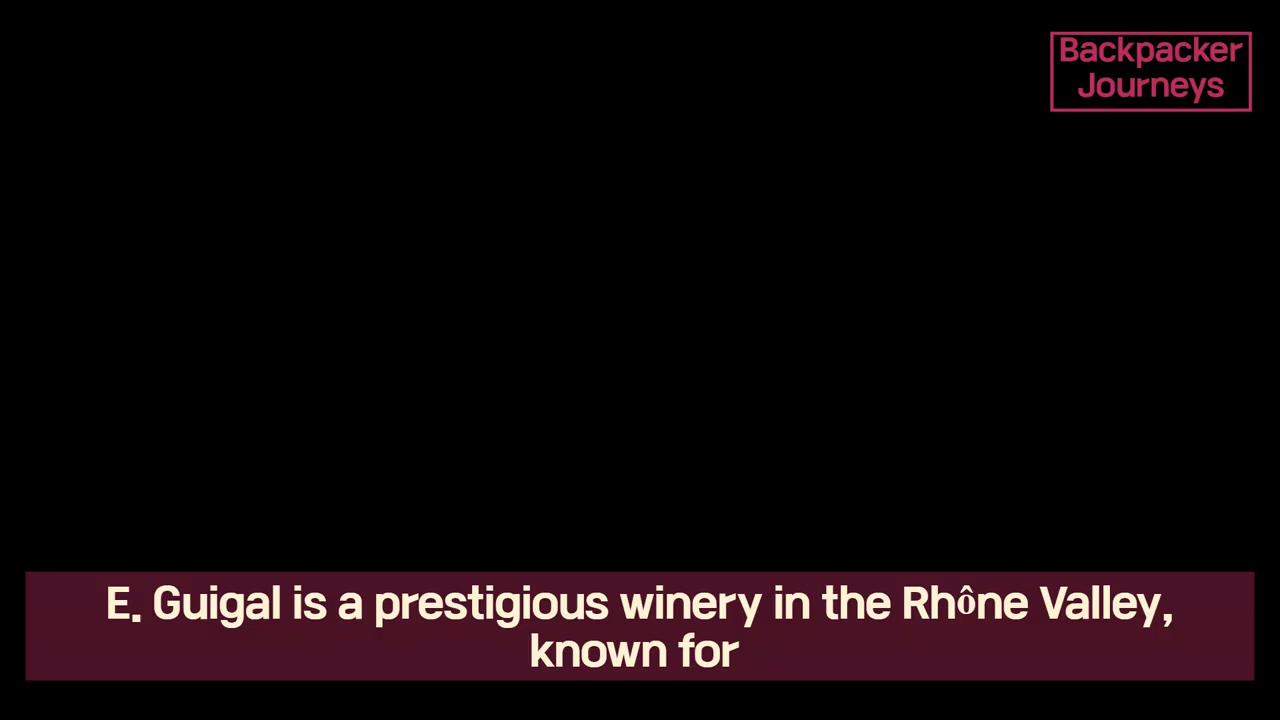 Backpacker
Journeys
E. Guigal is a prestigious winery in the Rhône Valley,
known for